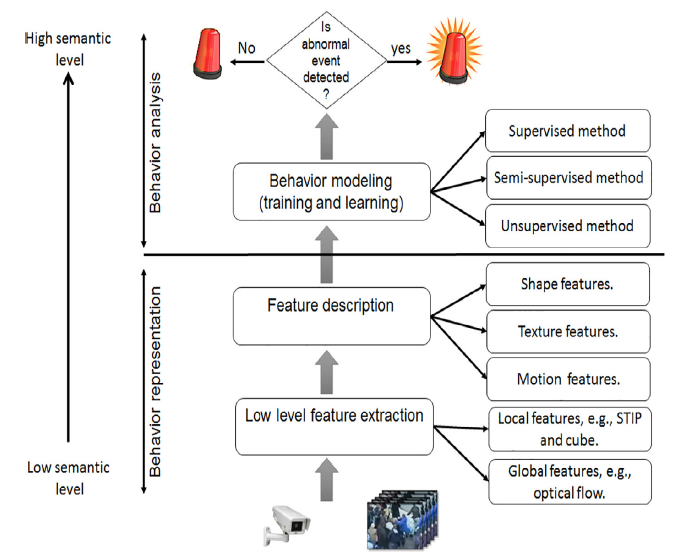 High semantic
level
Behavior analysis
No
Is
abnormal
event
detected
?
yes
Behavior modeling
(training and learning)
Supervised method
Semi-supervised method
Unsupervised method
Behavior representation
Feature description
Shape features.
Texture features.
Motion features.
Low level feature extraction
Local features, e.g., STIP
and cube.
Global features, e.g.,
optical flow.
Low semantic
level